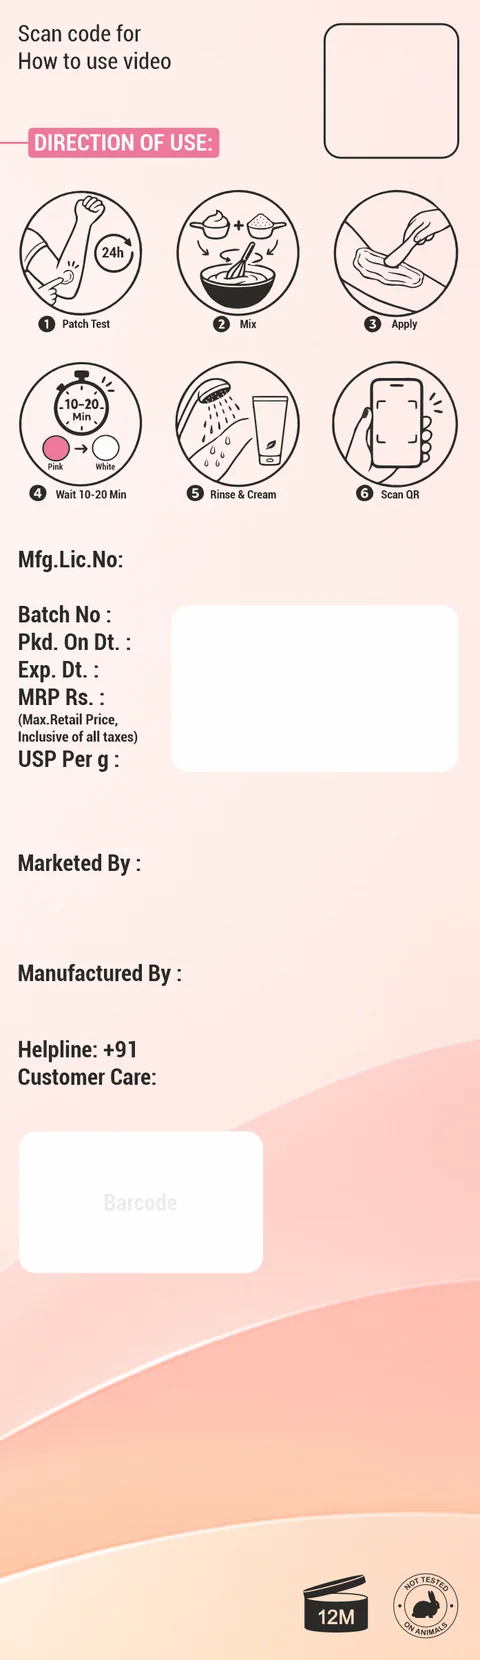 Scan code for
How to use video
DIRECTION OF USE:
24h
1 Patch Test
2 Mix
3 Apply
10-20
Min
Pink
White
4 Wait 10-20 Min
5 Rinse & Cream
6 Scan QR
Mfg.Lic.No:
Batch No :
Pkd. On Dt. :
Exp. Dt. :
MRP Rs. :
(Max.Retail Price,
Inclusive of all taxes)
USP Per g :
Marketed By :
Manufactured By :
Helpline: +91
Customer Care:
Barcode
12M
NOT TESTED
ON ANIMALS